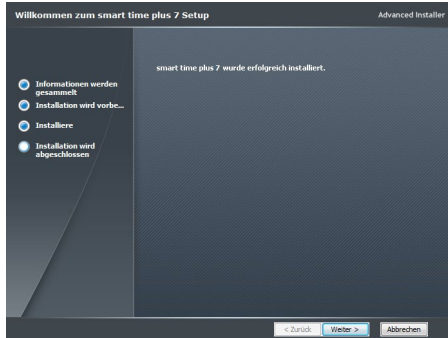 Willkommen zum smart time plus 7 Setup
Advanced Installer
smart time plus 7 wurde erfolgreich installiert.
Informationen werden
gesammelt
Installation wird vorbe...
Installiere
Installation wird
abgeschlossen
< Zurück
Weiter >
Abbrechen